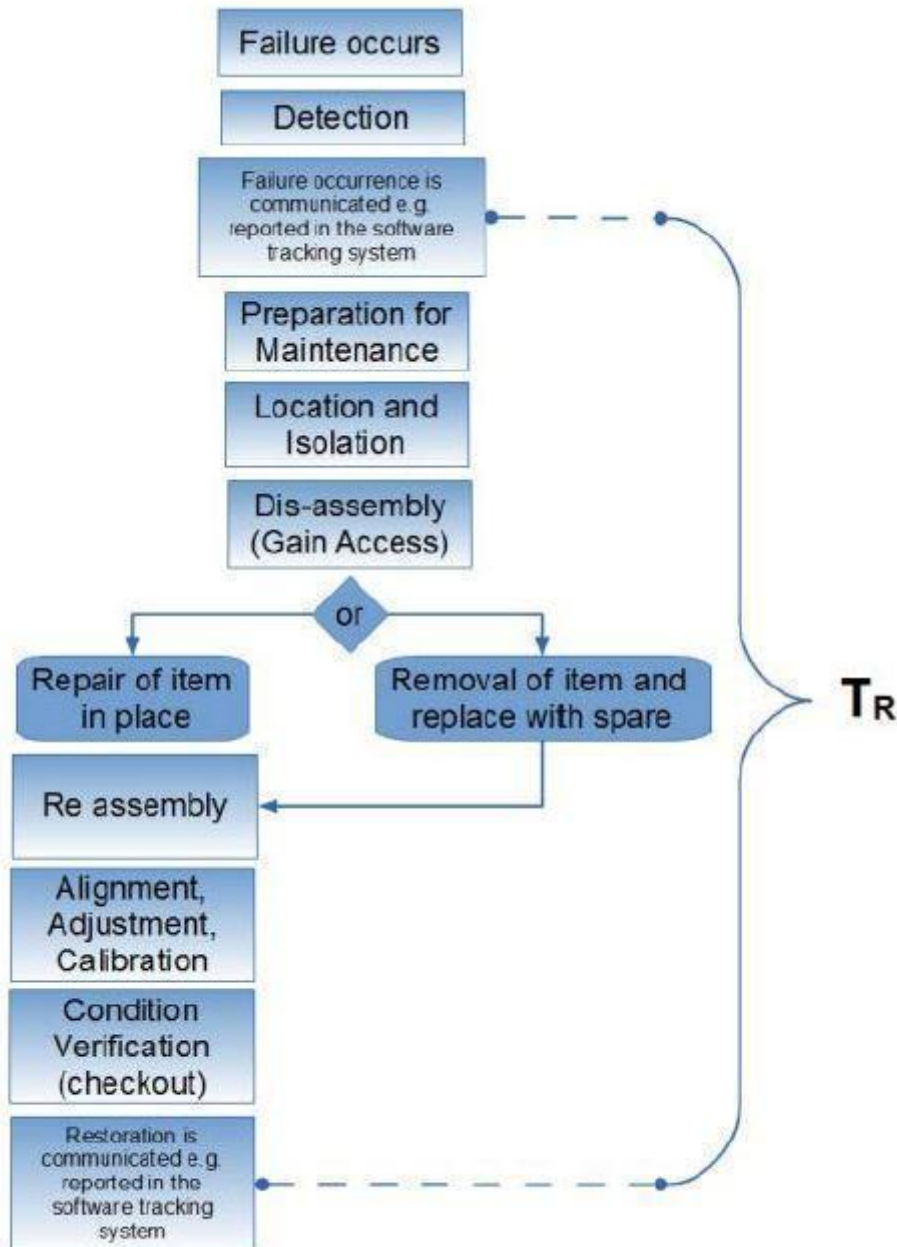 Failure occurs
Detection
Failure occurrence is
communicated e.g.
reported in the software
tracking system
Preparation for
Maintenance
Location and
Isolation
Dis-assembly
(Gain Access)
or
Repair of item
in place
Removal of item and
replace with spare
TR
Re assembly
Alignment,
Adjustment,
Calibration
Condition
Verification
(checkout)
Restoration is
communicated e.g.
reported in the
software tracking
system